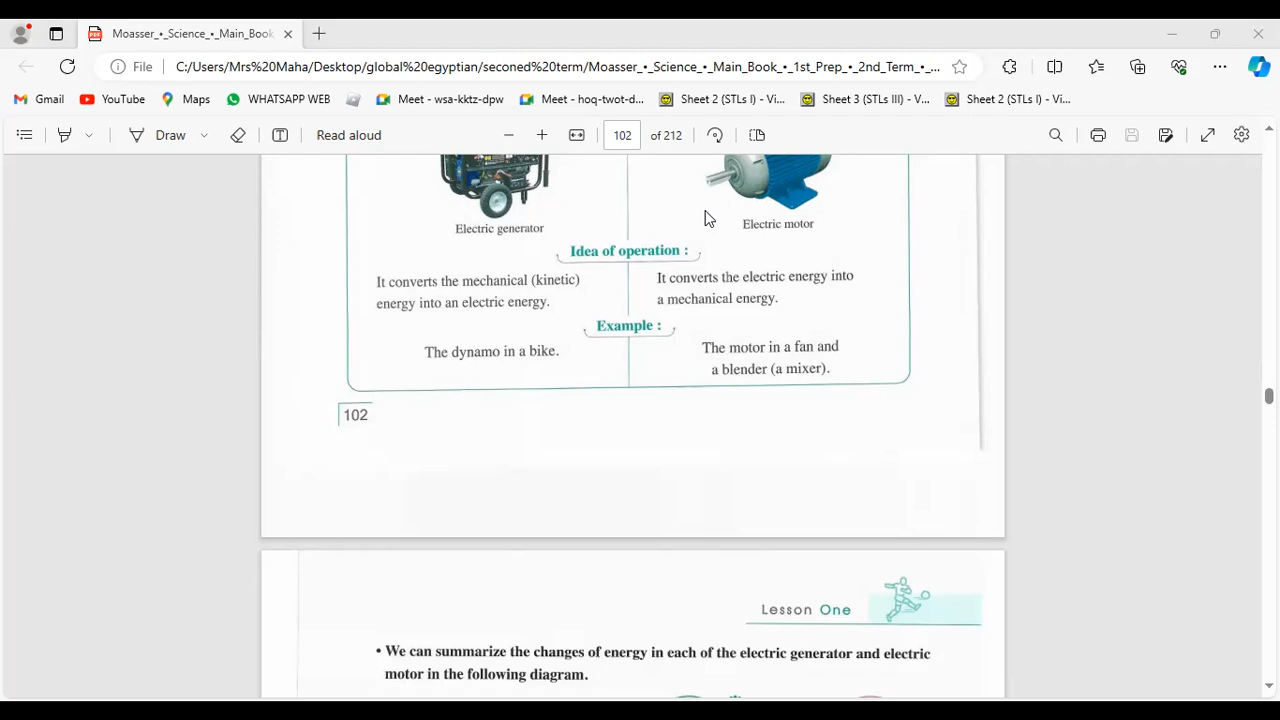 Moasser_•_Science_•_Main_Book
File
C:/Users/Mrs%20Maha/Desktop/global%20egyptian/seconed%20term/Moasser_•_Science_•_Main_Book_•_1st_Prep_•_2nd_Term_•_...
Gmail
YouTube
Maps
WHATSAPP WEB
Meet - wsa-kktz-dwp
Meet - hoq-twot-d...
Sheet 2 (STLs I) - Vi...
Sheet 3 (STLs III) - V...
Sheet 2 (STLs I) - Vi...
Draw
Read aloud
102
of 212
Electric generator
Electric motor
Idea of operation :
It converts the mechanical (kinetic)
energy into an electric energy.
It converts the electric energy into
a mechanical energy.
Example :
The dynamo in a bike.
The motor in a fan and
a blender (a mixer).
102
Lesson One
• We can summarize the changes of energy in each of the electric generator and electric
motor in the following diagram.